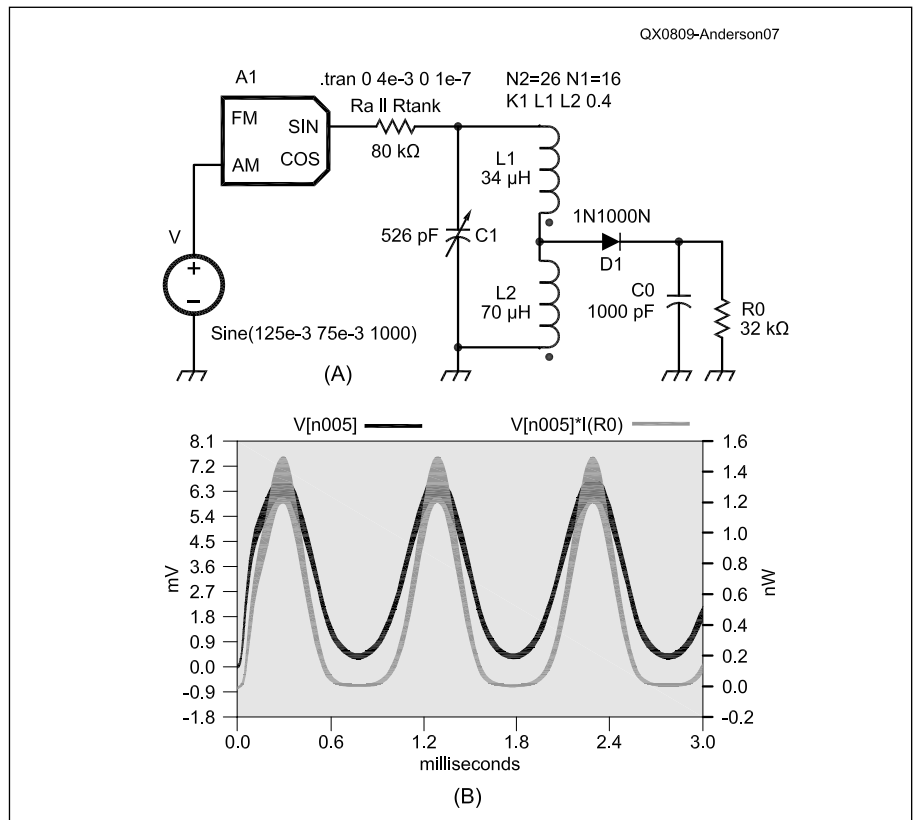 QX0809-Anderson07
A1
.tran 0 4e-3 0 1e-7
N2=26 N1=16
K1 L1 L2 0.4
FM
SIN
AM
COS
Ra II Rtank
80 kΩ
L1
34 µH
1N1000N
D1
526 pF
C1
V
+
–
L2
70 µH
C0
1000 pF
R0
32 kΩ
Sine(125e-3 75e-3 1000)
(A)
V[n005]
V[n005]*I(R0)
8.1
7.2
6.3
5.4
4.5
3.6
2.7
1.8
0.9
0.0
-0.9
-1.8
mV
1.6
1.4
1.2
1.0
0.8
0.6
0.4
0.2
0.0
-0.2
nW
0.0
0.6
1.2
1.8
2.4
3.0
milliseconds
(B)